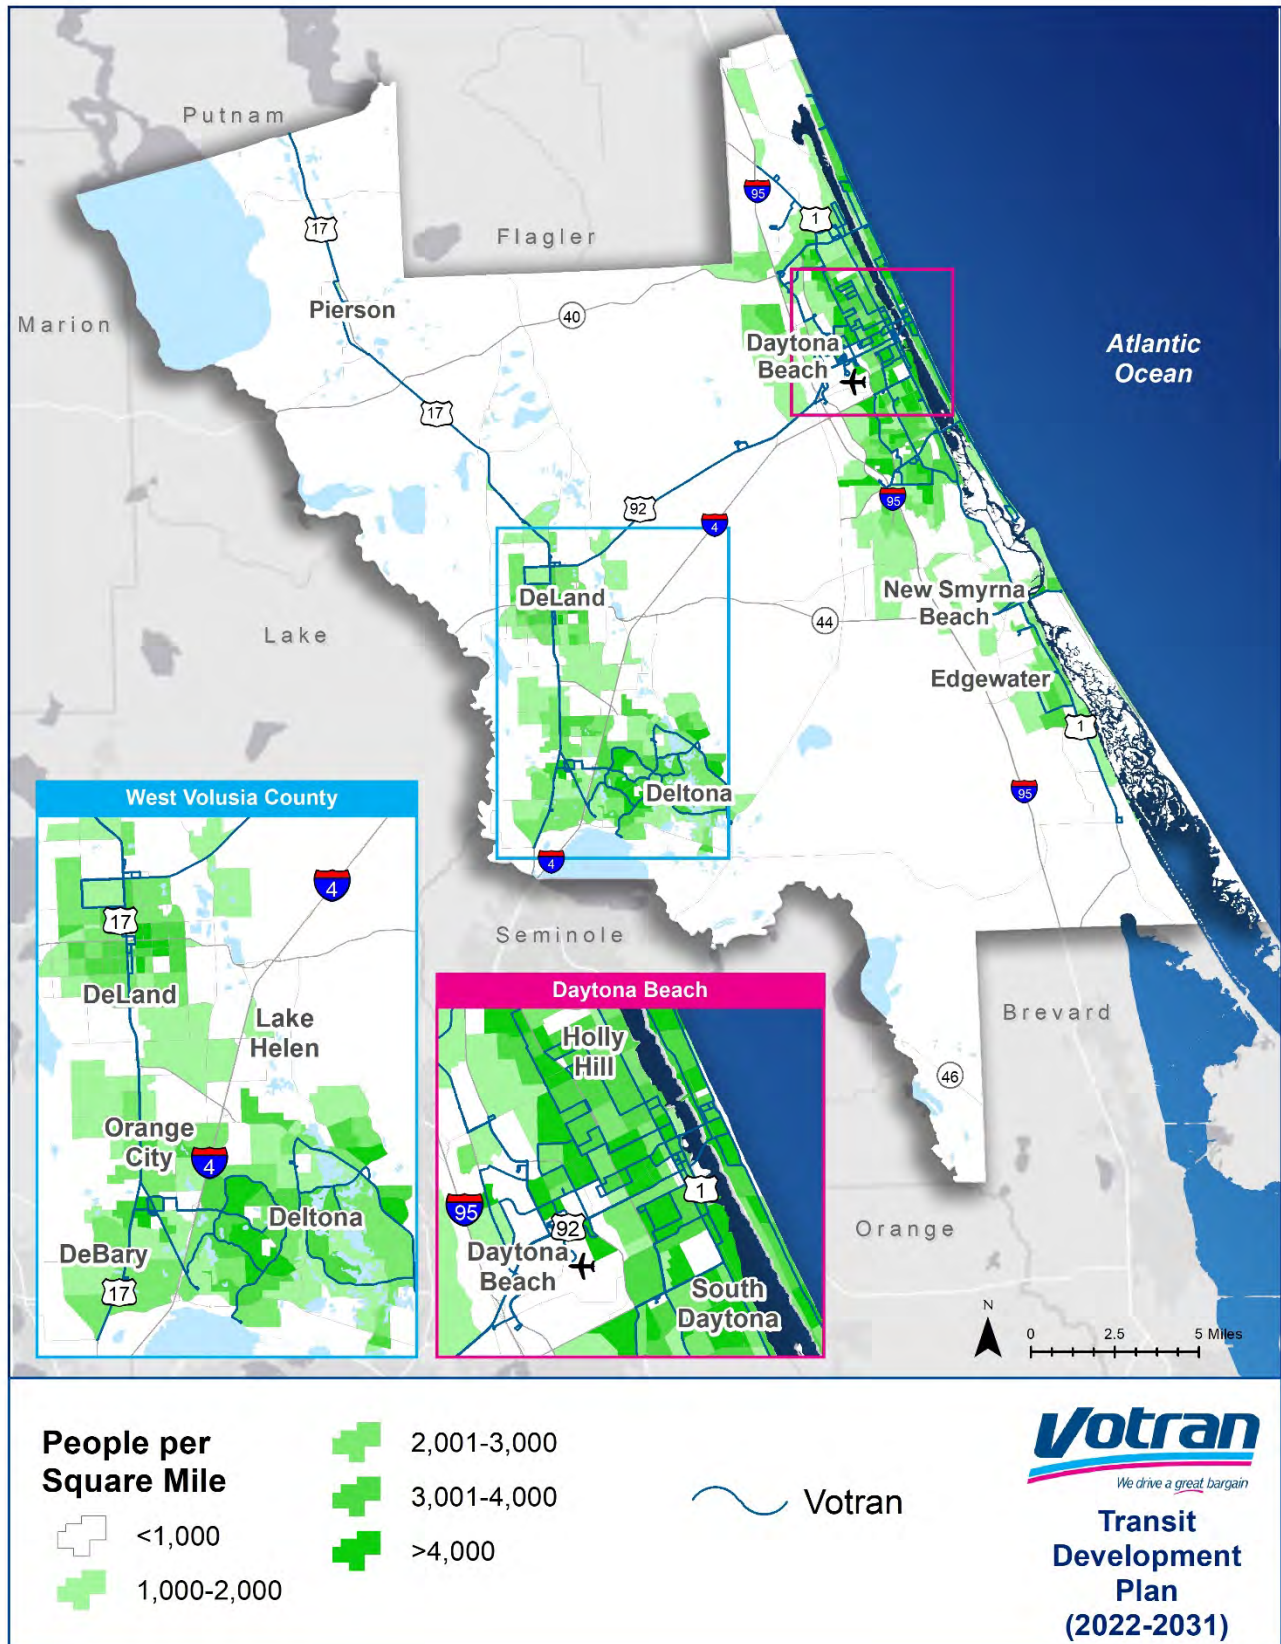 Putnam
95
1
17
Flagler
Marion
Pierson
40
Daytona
Beach
Atlantic
Ocean
17
92
95
4
DeLand
New Smyrna
Beach
44
Lake
Edgewater
1
Deltona
95
4
Seminole
Brevard
46
Orange
West Volusia County
4
17
DeLand
Lake
Helen
Orange
City
4
Deltona
DeBary
17
Daytona Beach
Holly
Hill
1
95
92
Daytona
Beach
South
Daytona
N
0 2.5 5 Miles
People per
Square Mile
<1,000
1,000-2,000
2,001-3,000
3,001-4,000
>4,000
Votran
Votran
We drive a great bargain
Transit
Development
Plan
(2022-2031)